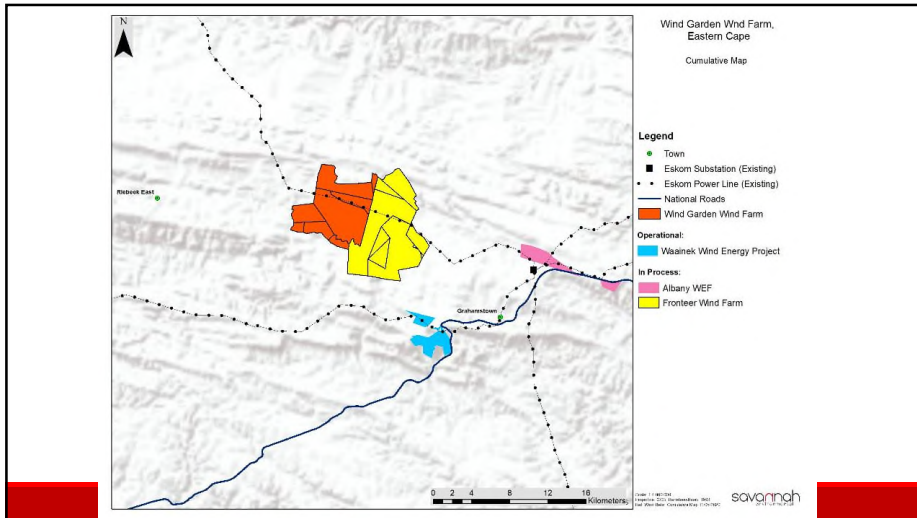 Wind Garden Wnd Farm,
Eastern Cape
Cumulative Map
N
Riebeek East
Grahamstown
Legend
Town
Eskom Substation (Existing)
Eskom Power Line (Existing)
National Roads
Wind Garden Wind Farm
Operational:
Waainek Wind Energy Project
In Process:
Albany WEF
Fronteer Wind Farm
0 2 4 8 12 16
Kilometers
savannah